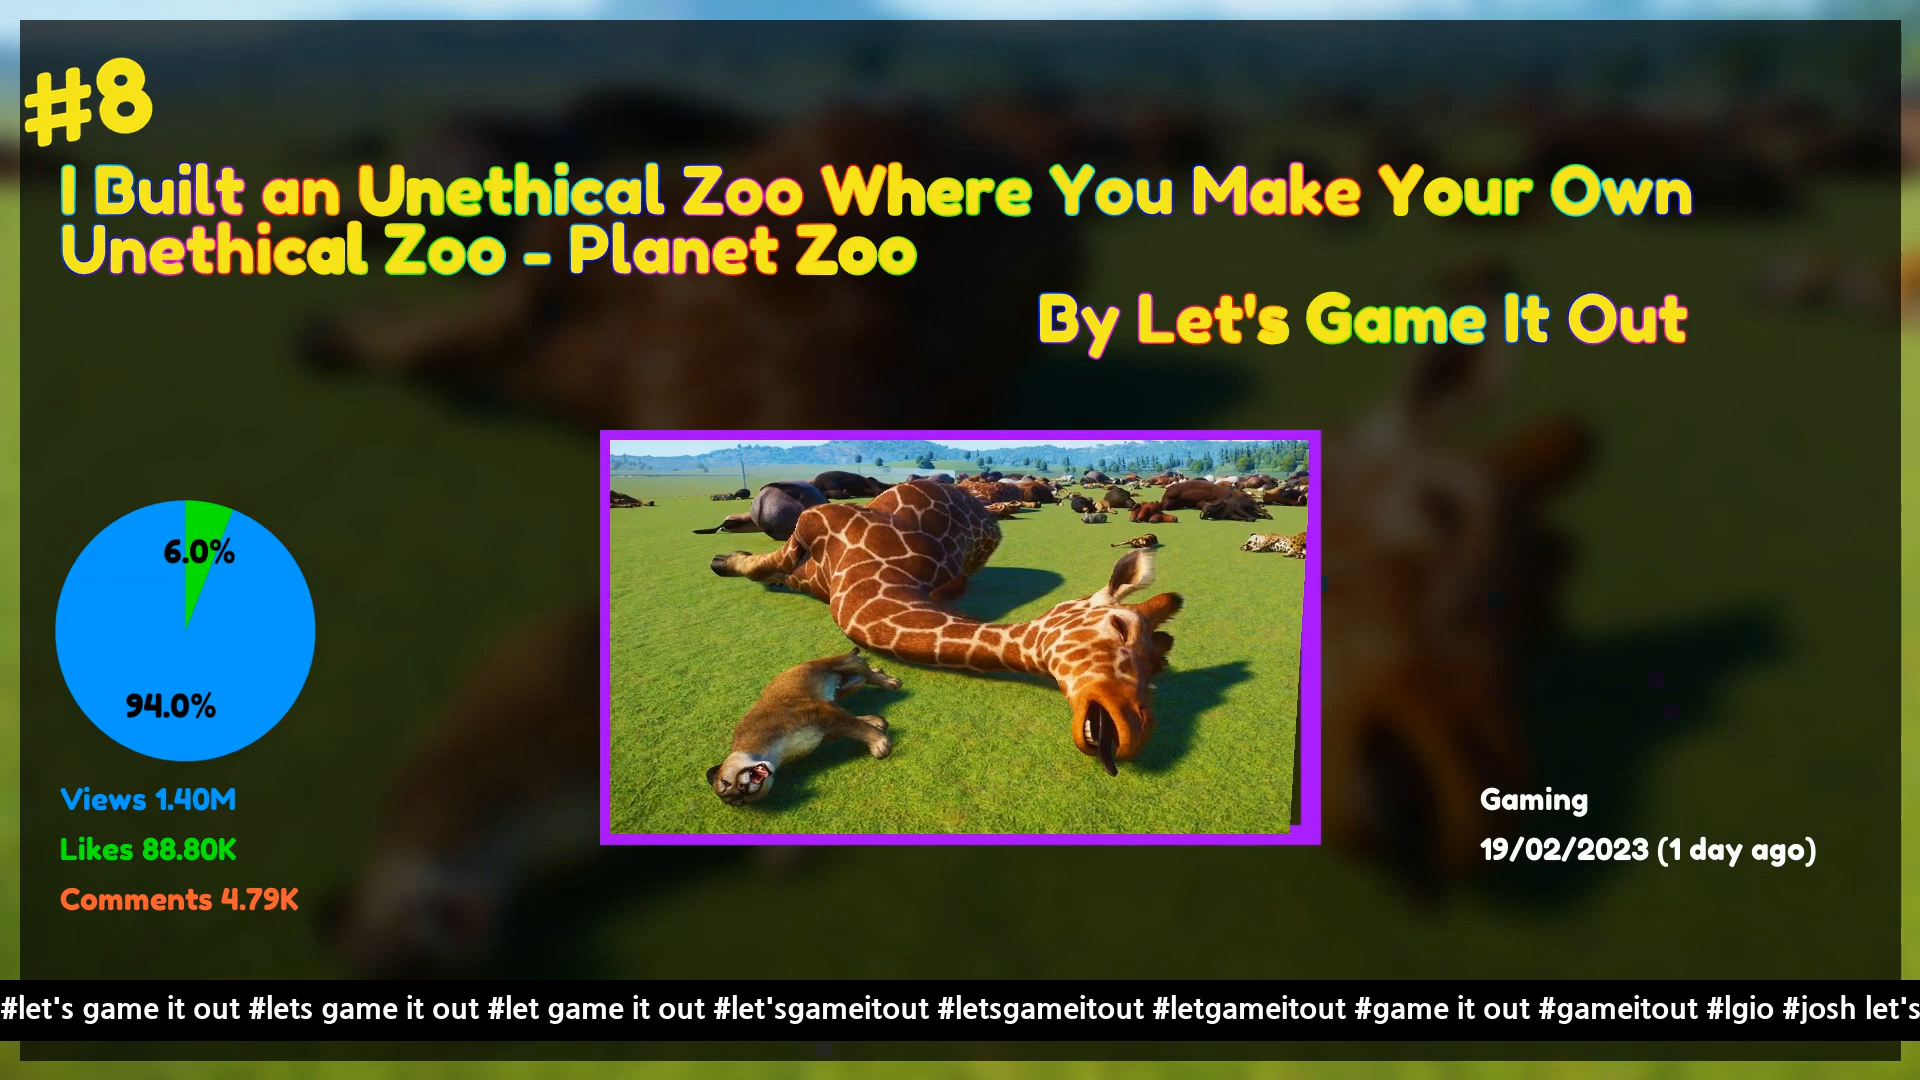 #8
I Built an Unethical Zoo Where You Make Your Own
Unethical Zoo - Planet Zoo
By Let's Game It Out
6.0%
94.0%
Views 1.40M
Likes 88.80K
Comments 4.79K
Gaming
19/02/2023 (1 day ago)
#let's game it out #lets game it out #let game it out #let'sgameitout #letsgameitout #letgameitout #game it out #gameitout #lgio #josh let's